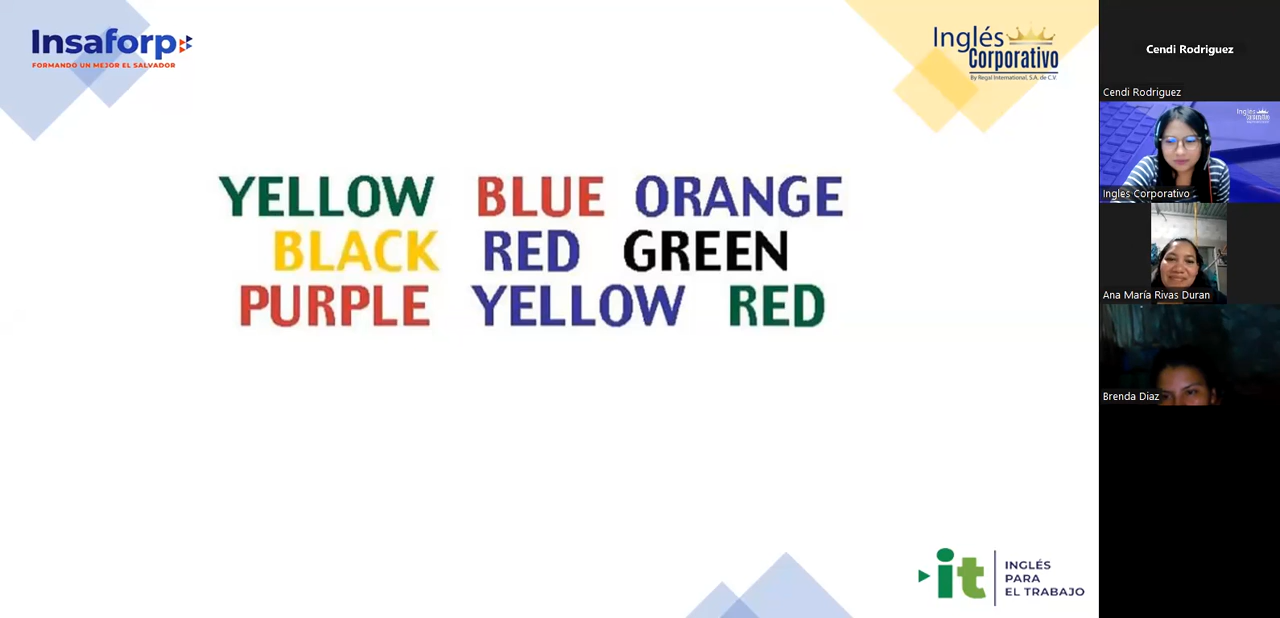 Insaforp
FORMANDO UN MEJOR EL SALVADOR
Inglés
Corporativo
By Regal International, S.A. de C.V.
YELLOW BLUE ORANGE
BLACK RED GREEN
PURPLE YELLOW RED
it
INGLÉS
PARA
EL TRABAJO
Cendi Rodriguez
Cendi Rodriguez
Inglés
Corporativo
Ingles Corporativo
Ana María Rivas Duran
Brenda Diaz